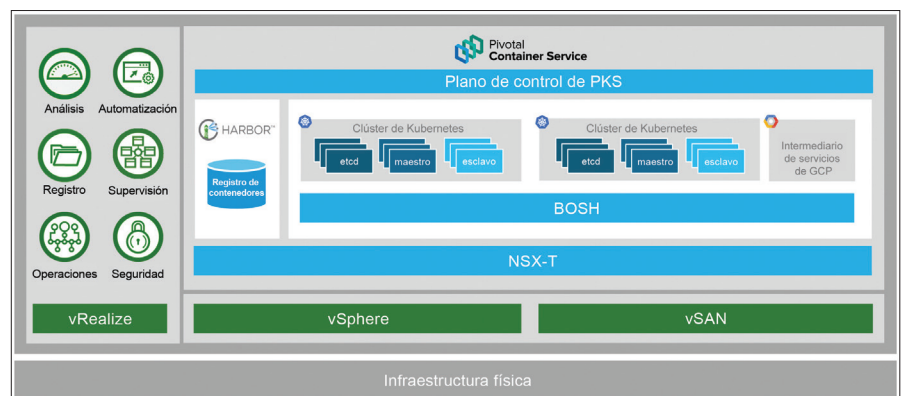 Pivotal
Container Service
Plano de control de PKS
Análisis
Automatización
Registro
Supervisión
Operaciones
Seguridad
vRealize
HARBOR™
Registro de
contenedores
Clúster de Kubernetes
etcd
maestro
esclavo
Clúster de Kubernetes
etcd
maestro
esclavo
Intermediario
de servicios
de GCP
BOSH
NSX-T
vSphere
vSAN
Infraestructura física